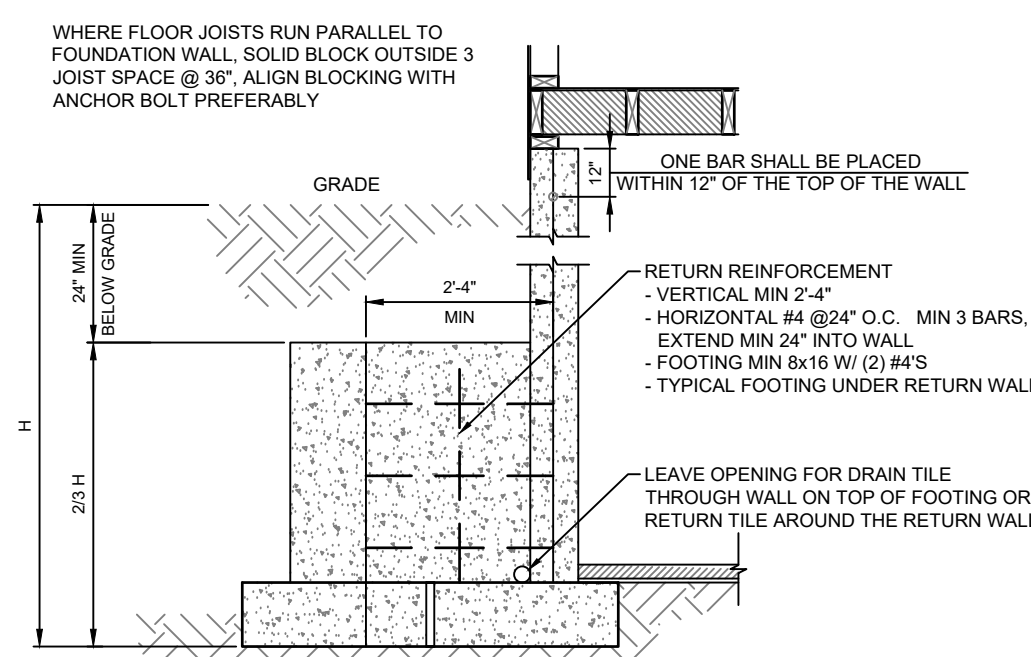 WHERE FLOOR JOISTS RUN PARALLEL TO
FOUNDATION WALL, SOLID BLOCK OUTSIDE 3
JOIST SPACE @ 36", ALIGN BLOCKING WITH
ANCHOR BOLT PREFERABLY
12"
ONE BAR SHALL BE PLACED
WITHIN 12" OF THE TOP OF THE WALL
GRADE
24" MIN
BELOW GRADE
2'-4"
MIN
RETURN REINFORCEMENT
- VERTICAL MIN 2'-4"
- HORIZONTAL #4 @24" O.C. MIN 3 BARS,
EXTEND MIN 24" INTO WALL
- FOOTING MIN 8x16 W/ (2) #4'S
- TYPICAL FOOTING UNDER RETURN WALL
H
2/3 H
LEAVE OPENING FOR DRAIN TILE
THROUGH WALL ON TOP OF FOOTING OR
RETURN TILE AROUND THE RETURN WALL